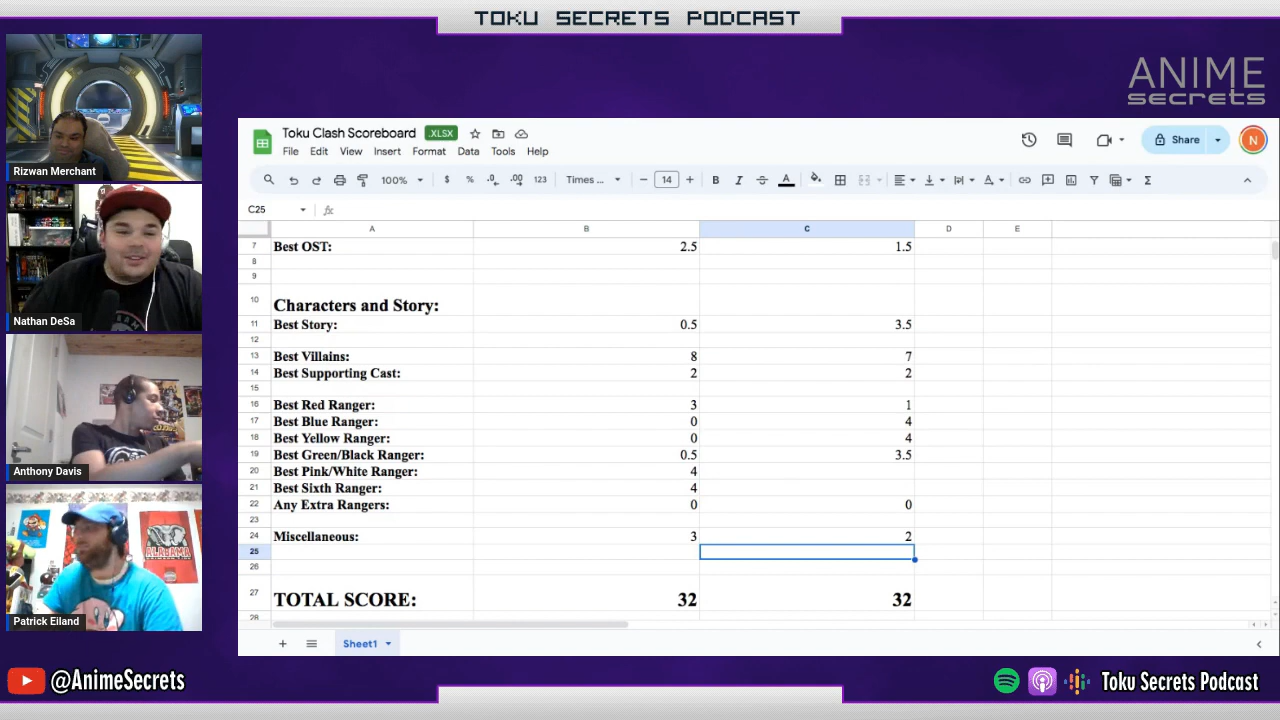 TOKU SECRETS PODCAST
ANIME
secrets
Rizwan Merchant
Nathan DeSa
Anthony Davis
ALABAMA
Patrick Eiland
Toku Clash Scoreboard .XLSX
File Edit View Insert Format Data Tools Help
Share
N
100% $ % .0 .00 123 Times ... − 14 + B I S A Σ
C25 fx
A B C D E
7 Best OST: 2.5 1.5
8
9
10 Characters and Story:
11 Best Story: 0.5 3.5
12
13 Best Villains: 8 7
14 Best Supporting Cast: 2 2
15
16 Best Red Ranger: 3 1
17 Best Blue Ranger: 0 4
18 Best Yellow Ranger: 0 4
19 Best Green/Black Ranger: 0.5 3.5
20 Best Pink/White Ranger: 4
21 Best Sixth Ranger: 4
22 Any Extra Rangers: 0 0
23
24 Miscellaneous: 3 2
25
26
27 TOTAL SCORE: 32 32
28
+ Sheet1
@AnimeSecrets
Toku Secrets Podcast